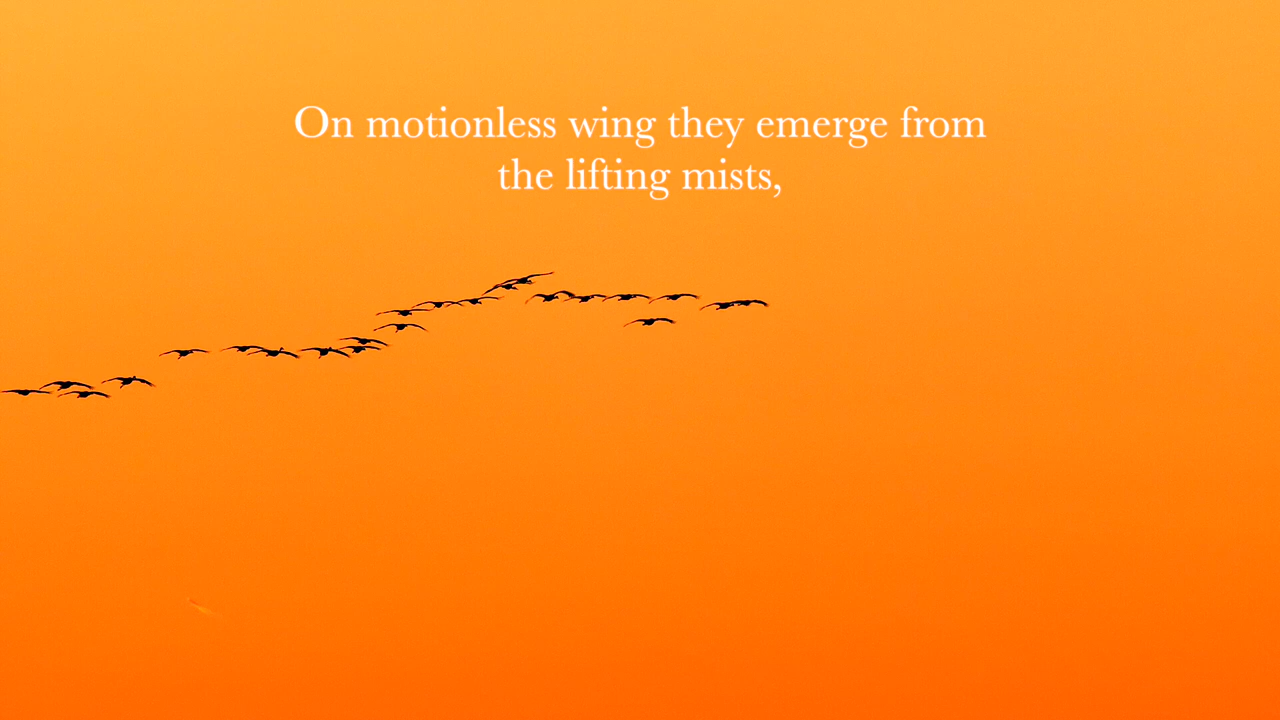 On motionless wing they emerge from
the lifting mists,